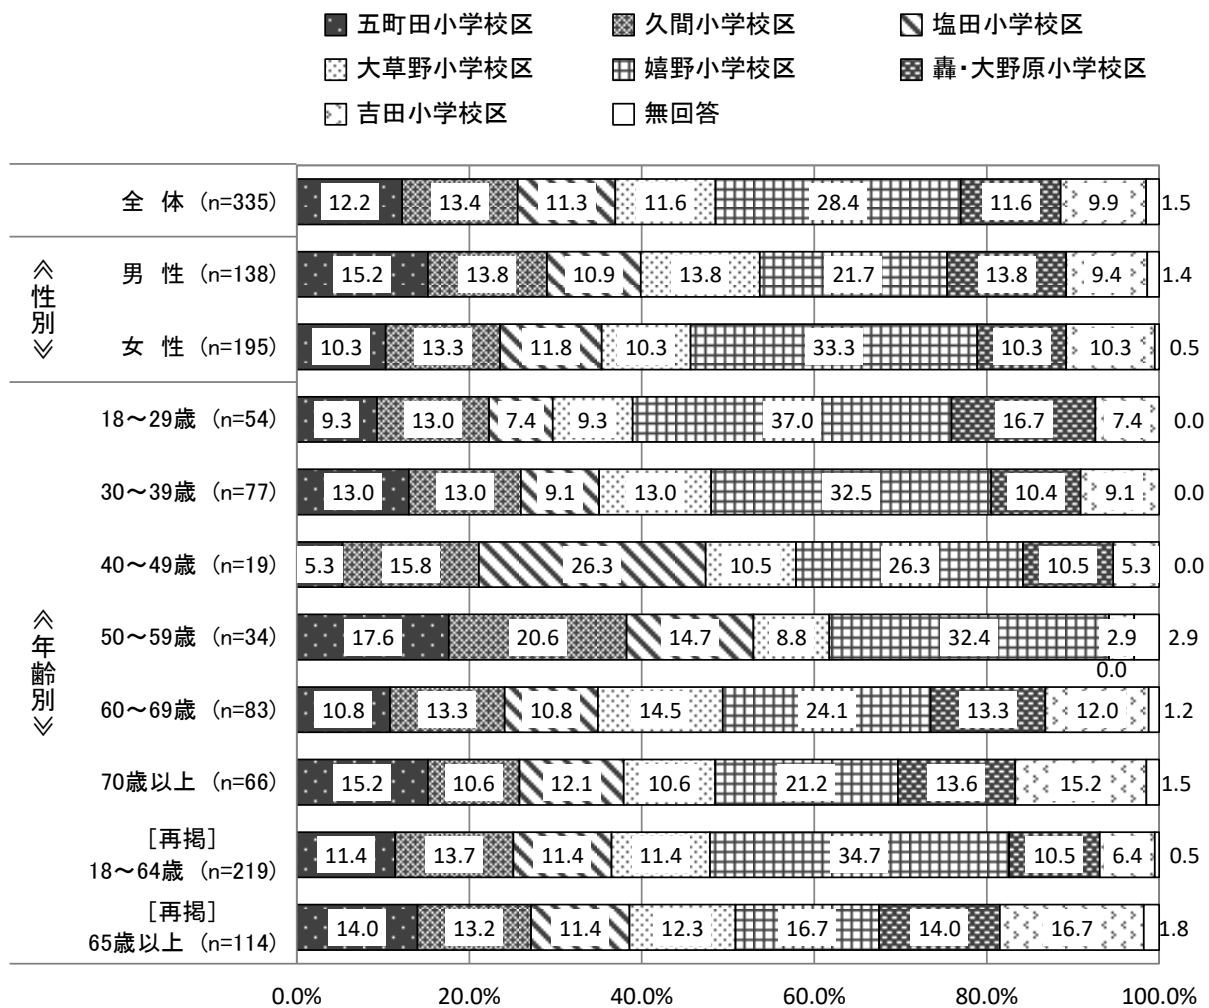 五町田小学校区 久間小学校区 塩田小学校区
大草野小学校区 嬉野小学校区 轟・大野原小学校区
吉田小学校区 無回答
全 体 (n=335) 12.2 13.4 11.3 11.6 28.4 11.6 9.9 1.5
≪性別≫
男 性 (n=138) 15.2 13.8 10.9 13.8 21.7 13.8 9.4 1.4
女 性 (n=195) 10.3 13.3 11.8 10.3 33.3 10.3 10.3 0.5
≪年齢別≫
18～29歳 (n=54) 9.3 13.0 7.4 9.3 37.0 16.7 7.4 0.0
30～39歳 (n=77) 13.0 13.0 9.1 13.0 32.5 10.4 9.1 0.0
40～49歳 (n=19) 5.3 15.8 26.3 10.5 26.3 10.5 5.3 0.0
50～59歳 (n=34) 17.6 20.6 14.7 8.8 32.4 2.9 2.9
0.0
60～69歳 (n=83) 10.8 13.3 10.8 14.5 24.1 13.3 12.0 1.2
70歳以上 (n=66) 15.2 10.6 12.1 10.6 21.2 13.6 15.2 1.5
［再掲］
18～64歳 (n=219) 11.4 13.7 11.4 11.4 34.7 10.5 6.4 0.5
［再掲］
65歳以上 (n=114) 14.0 13.2 11.4 12.3 16.7 14.0 16.7 1.8
0.0% 20.0% 40.0% 60.0% 80.0% 100.0%